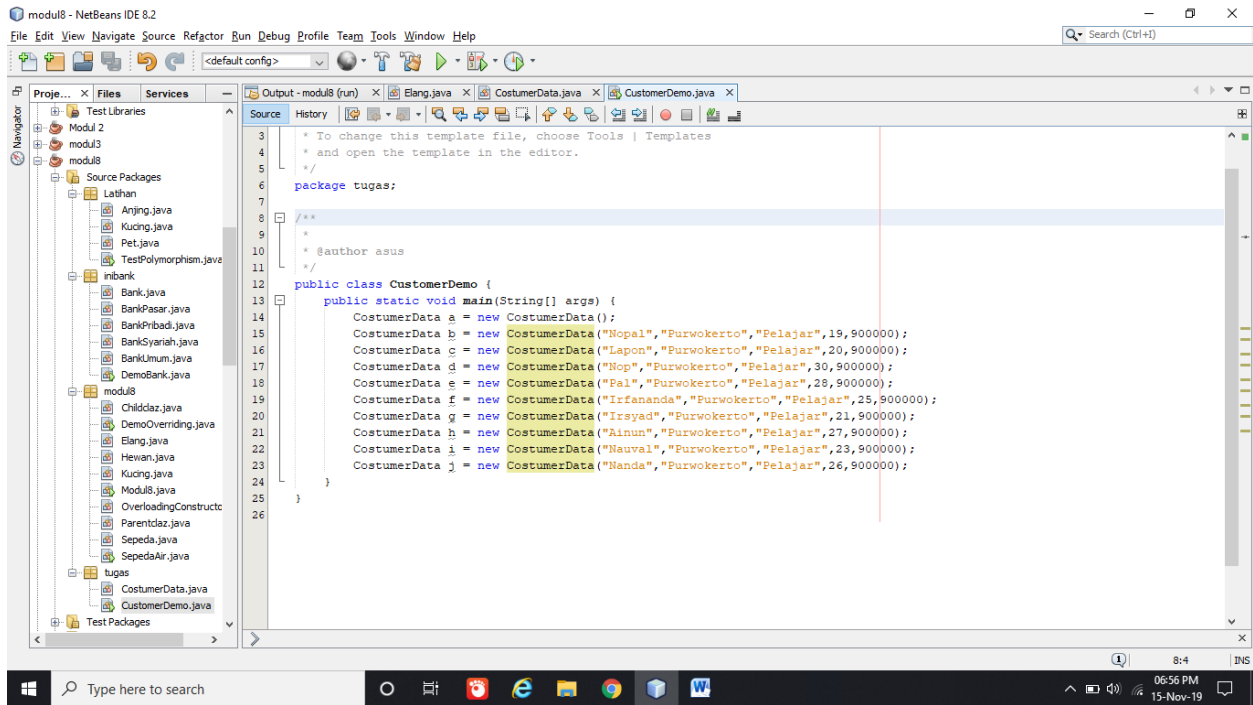 modul8 - NetBeans IDE 8.2
File Edit View Navigate Source Refactor Run Debug Profile Team Tools Window Help
Search (Ctrl+I)
<default config>
Proje... Files Services
Output - modul8 (run) Elang.java CostumerData.java CustomerDemo.java
Navigator
Test Libraries
Modul 2
modul3
modul8
Source Packages
Latihan
Anjing.java
Kucing.java
Pet.java
TestPolymorphism.java
inibank
Bank.java
BankPasar.java
BankPribadi.java
BankSyariah.java
BankUmum.java
DemoBank.java
modul8
Childclaz.java
DemoOverriding.java
Elang.java
Hewan.java
Kucing.java
Modul8.java
OverloadingConstructo
Parentclaz.java
Sepeda.java
SepedaAir.java
tugas
CostumerData.java
CustomerDemo.java
Test Packages
Source History
3 * To change this template file, choose Tools | Templates
4 * and open the template in the editor.
5 */
6 package tugas;
7
8 /**
9 *
10 * @author asus
11 */
12 public class CustomerDemo {
13 public static void main(String[] args) {
14 CostumerData a = new CostumerData();
15 CostumerData b = new CostumerData("Nopal","Purwokerto","Pelajar",19,900000);
16 CostumerData c = new CostumerData("Lapon","Purwokerto","Pelajar",20,900000);
17 CostumerData d = new CostumerData("Nop","Purwokerto","Pelajar",30,900000);
18 CostumerData e = new CostumerData("Pal","Purwokerto","Pelajar",28,900000);
19 CostumerData f = new CostumerData("Irfananda","Purwokerto","Pelajar",25,900000);
20 CostumerData g = new CostumerData("Irsyad","Purwokerto","Pelajar",21,900000);
21 CostumerData h = new CostumerData("Ainun","Purwokerto","Pelajar",27,900000);
22 CostumerData i = new CostumerData("Nauval","Purwokerto","Pelajar",23,900000);
23 CostumerData j = new CostumerData("Nanda","Purwokerto","Pelajar",26,900000);
24 }
25 }
26
1 8:4 INS
Type here to search
06:56 PM
15-Nov-19